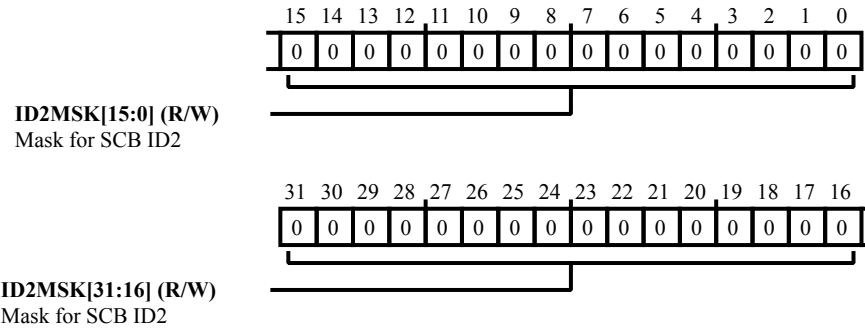 15 14 13 12 11 10 9 8 7 6 5 4 3 2 1 0
0 0 0 0 0 0 0 0 0 0 0 0 0 0 0 0
ID2MSK[15:0] (R/W)
Mask for SCB ID2
31 30 29 28 27 26 25 24 23 22 21 20 19 18 17 16
0 0 0 0 0 0 0 0 0 0 0 0 0 0 0 0
ID2MSK[31:16] (R/W)
Mask for SCB ID2